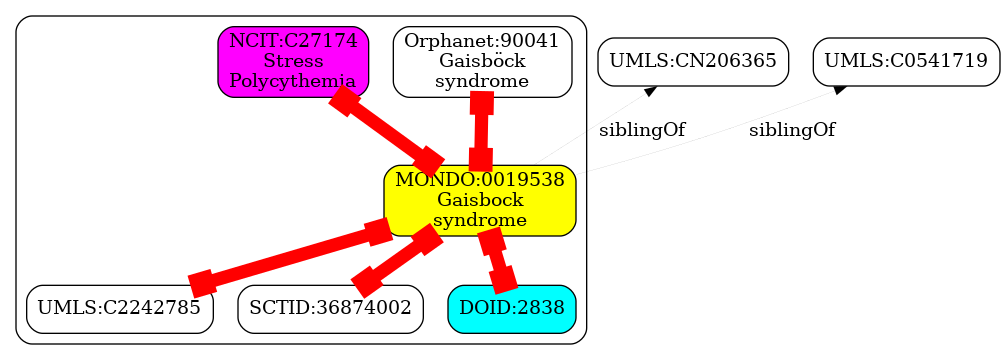 NCIT:C27174
Stress
Polycythemia
Orphanet:90041
Gaisböck
syndrome
UMLS:CN206365
UMLS:C0541719
siblingOf
siblingOf
MONDO:0019538
Gaisbock
syndrome
UMLS:C2242785
SCTID:36874002
DOID:2838